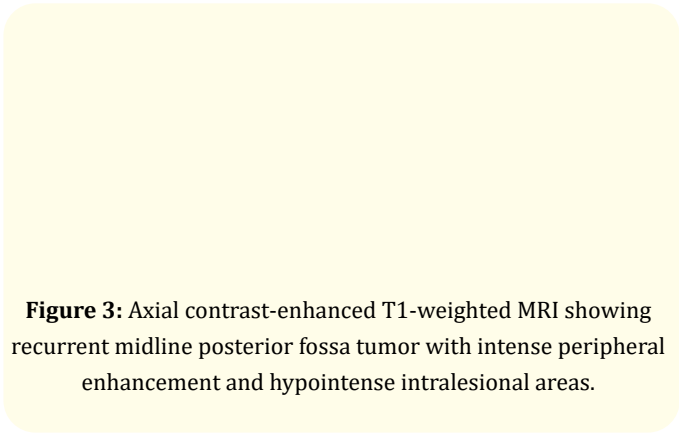 Figure 3: Axial contrast-enhanced T1-weighted MRI showing
recurrent midline posterior fossa tumor with intense peripheral
enhancement and hypointense intralesional areas.